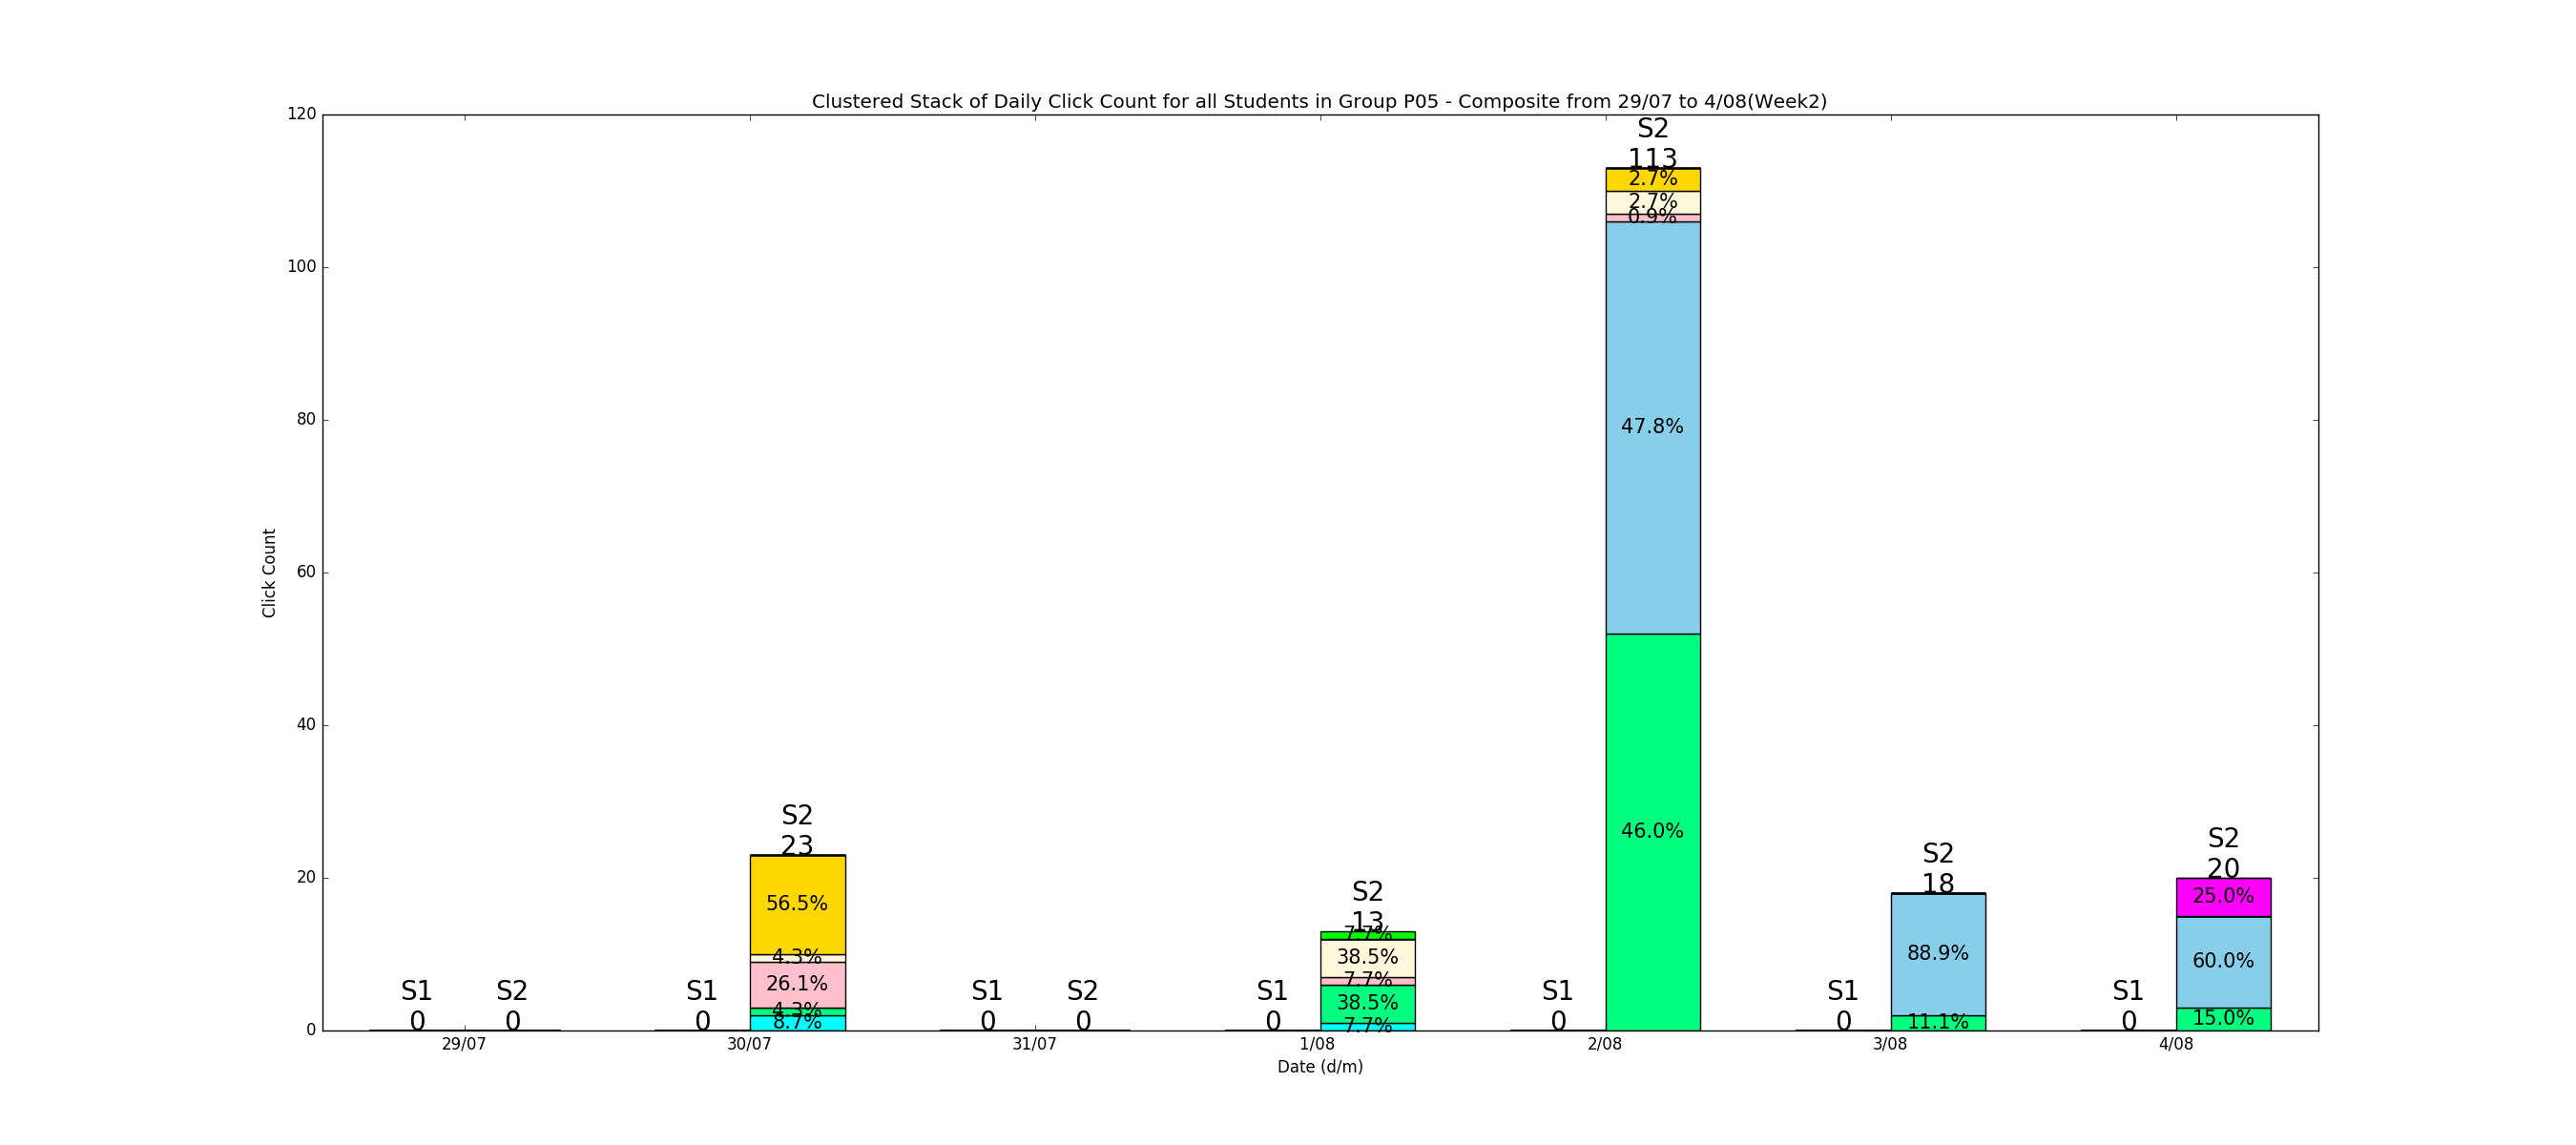 Clustered Stack of Daily Click Count for all Students in Group P05 - Composite from 29/07 to 4/08(Week2)
120
100
80
60
40
20
0
Click Count
S1
0
S2
0
S1
0
S2
23
56.5%
4.3%
26.1%
4.3%
8.7%
S1
0
S2
0
S1
0
S2
13
7.7%
38.5%
7.7%
38.5%
7.7%
S1
0
S2
113
2.7%
2.7%
0.9%
47.8%
46.0%
S1
0
S2
18
88.9%
11.1%
S1
0
S2
20
25.0%
60.0%
15.0%
29/07 30/07 31/07 1/08 2/08 3/08 4/08
Date (d/m)